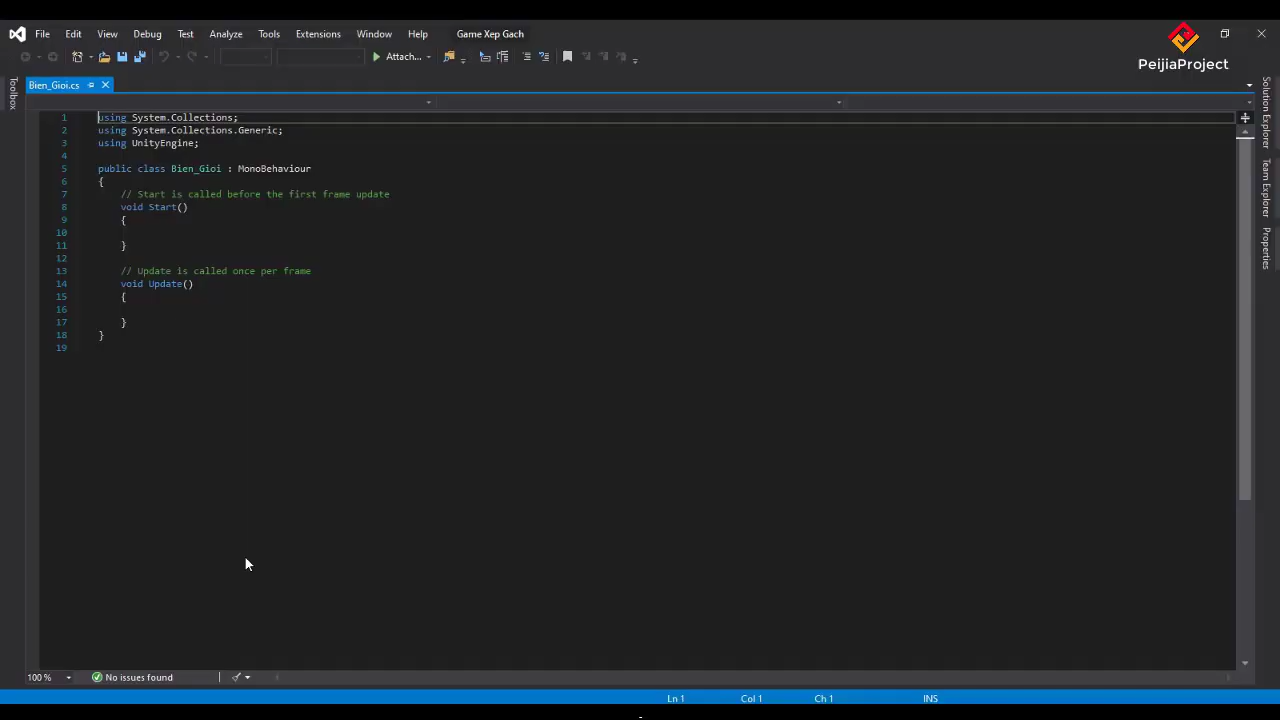 File Edit View Debug Test Analyze Tools Extensions Window Help Game Xep Gach
PeijiaProject
Attach...
Toolbox
Bien_Gioi.cs
Solution Explorer
Team Explorer
Properties
1 using System.Collections;
2 using System.Collections.Generic;
3 using UnityEngine;
4
5 public class Bien_Gioi : MonoBehaviour
6 {
7 // Start is called before the first frame update
8 void Start()
9 {
10
11 }
12
13 // Update is called once per frame
14 void Update()
15 {
16
17 }
18 }
19
100 % No issues found
Ln 1 Col 1 Ch 1 INS